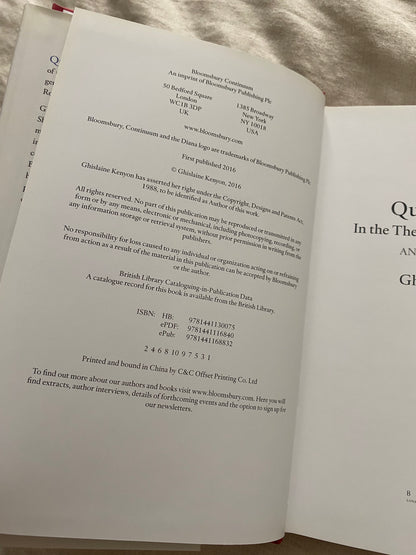 Bloomsbury Continuum
An imprint of Bloomsbury Publishing Plc
50 Bedford Square
London
WC1B 3DP
UK
1385 Broadway
New York
NY 10018
USA
www.bloomsbury.com
Bloomsbury, Continuum and the Diana logo are trademarks of Bloomsbury Publishing Plc
First published 2016
© Ghislaine Kenyon, 2016
Ghislaine Kenyon has asserted her right under the Copyright, Designs and Patents Act,
1988, to be identified as Author of this work.
All rights reserved. No part of this publication may be reproduced or transmitted in any
form or by any means, electronic or mechanical, including photocopying, recording, or
any information storage or retrieval system, without prior permission in writing from the
publishers.
No responsibility for loss caused to any individual or organization acting on or refraining
from action as a result of the material in this publication can be accepted by Bloomsbury
or the author.
British Library Cataloguing-in-Publication Data
A catalogue record for this book is available from the British Library.
ISBN: HB: 9781441130075
ePDF: 9781441116840
ePub: 9781441168832
2 4 6 8 10 9 7 5 3 1
Printed and bound in China by C&C Offset Printing Co. Ltd
To find out more about our authors and books visit www.bloomsbury.com. Here you will
find extracts, author interviews, details of forthcoming events and the option to sign up for
our newsletters.
Qu
In the The
AN
Gh
B